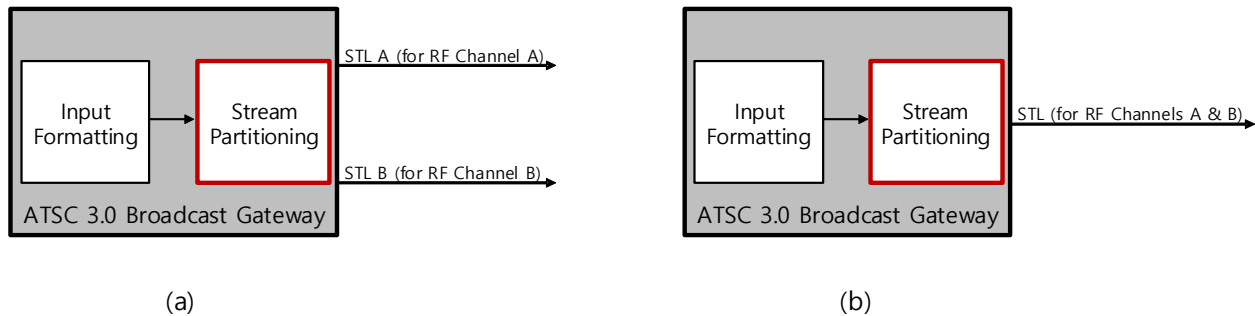 STL A (for RF Channel A)
Input
Formatting
Stream
Partitioning
STL B (for RF Channel B)
ATSC 3.0 Broadcast Gateway
(a)
Input
Formatting
Stream
Partitioning
STL (for RF Channels A & B)
ATSC 3.0 Broadcast Gateway
(b)